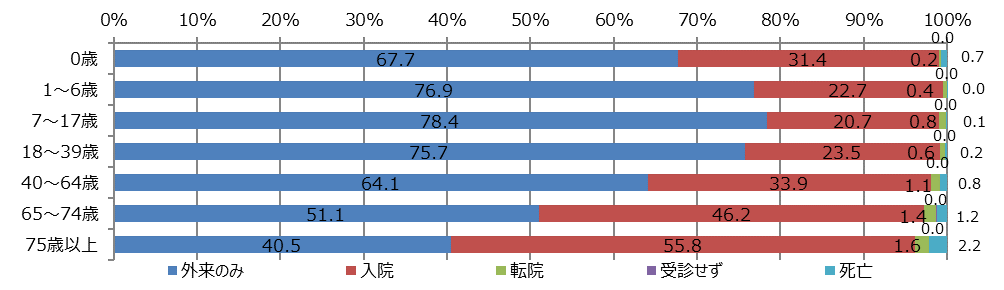 0% 10% 20% 30% 40% 50% 60% 70% 80% 90% 100%
0歳 67.7 31.4 0.2 0.0 0.7
1～6歳 76.9 22.7 0.4 0.0 0.0
7～17歳 78.4 20.7 0.8 0.0 0.1
18～39歳 75.7 23.5 0.6 0.0 0.2
40～64歳 64.1 33.9 1.1 0.0 0.8
65～74歳 51.1 46.2 1.4 0.0 1.2
75歳以上 40.5 55.8 1.6 0.0 2.2
外来のみ 入院 転院 受診せず 死亡